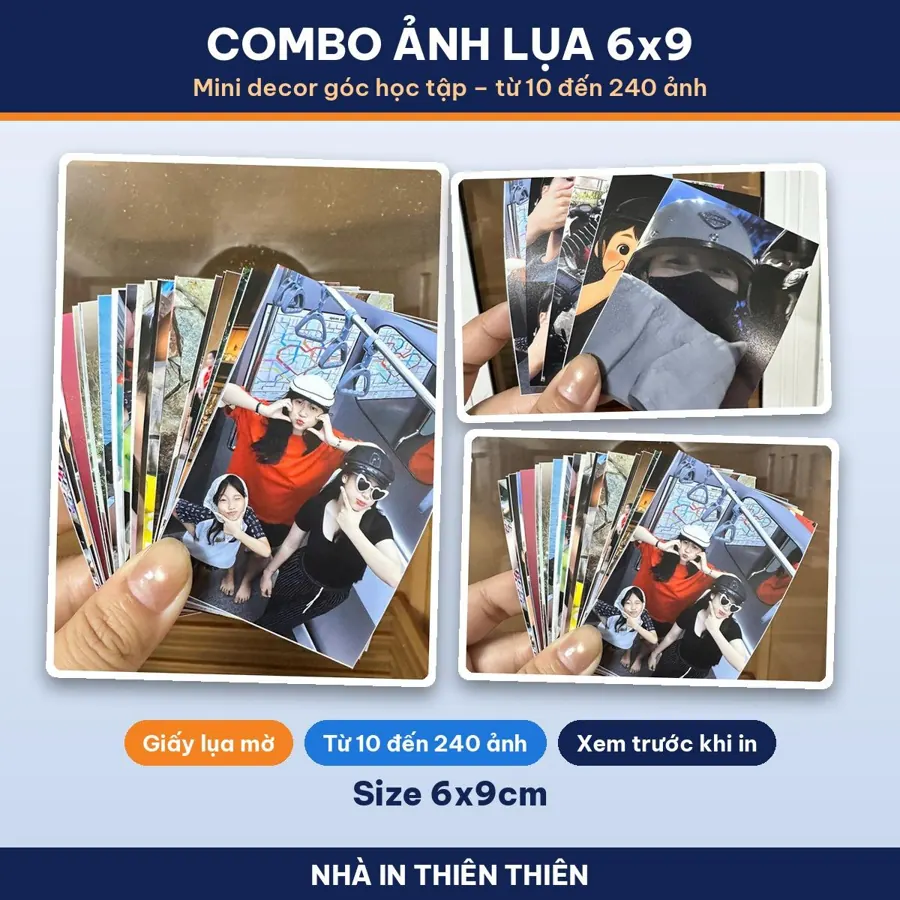 COMBO ẢNH LỤA 6x9
Mini decor góc học tập – từ 10 đến 240 ảnh
Giấy lụa mờ
Từ 10 đến 240 ảnh
Xem trước khi in
Size 6x9cm
NHÀ IN THIÊN THIÊN